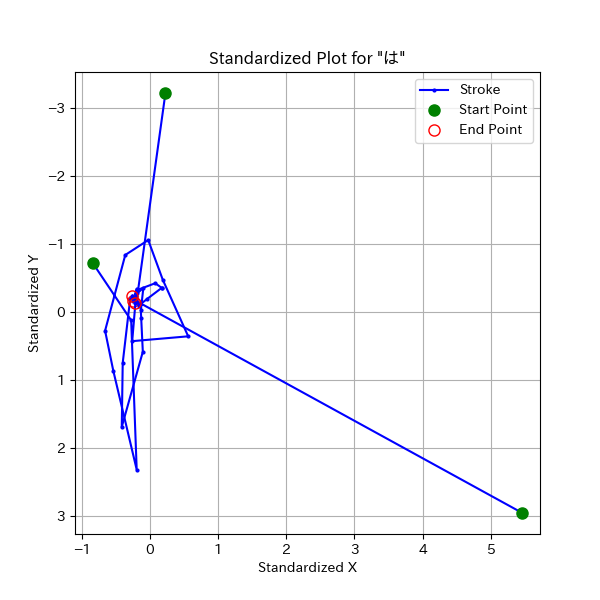 Standardized Plot for "は"
Stroke
Start Point
End Point
−3
−2
−1
0
1
2
3
Standardized Y
−1 0 1 2 3 4 5
Standardized X